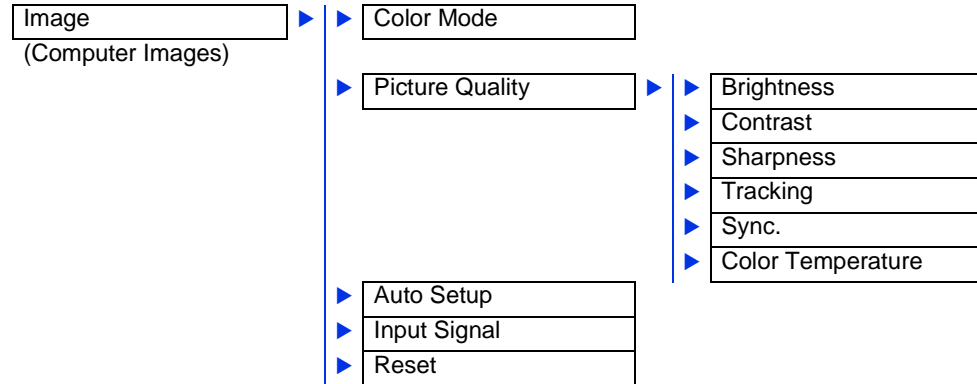 Image
(Computer Images)
Color Mode
Picture Quality
Brightness
Contrast
Sharpness
Tracking
Sync.
Color Temperature
Auto Setup
Input Signal
Reset